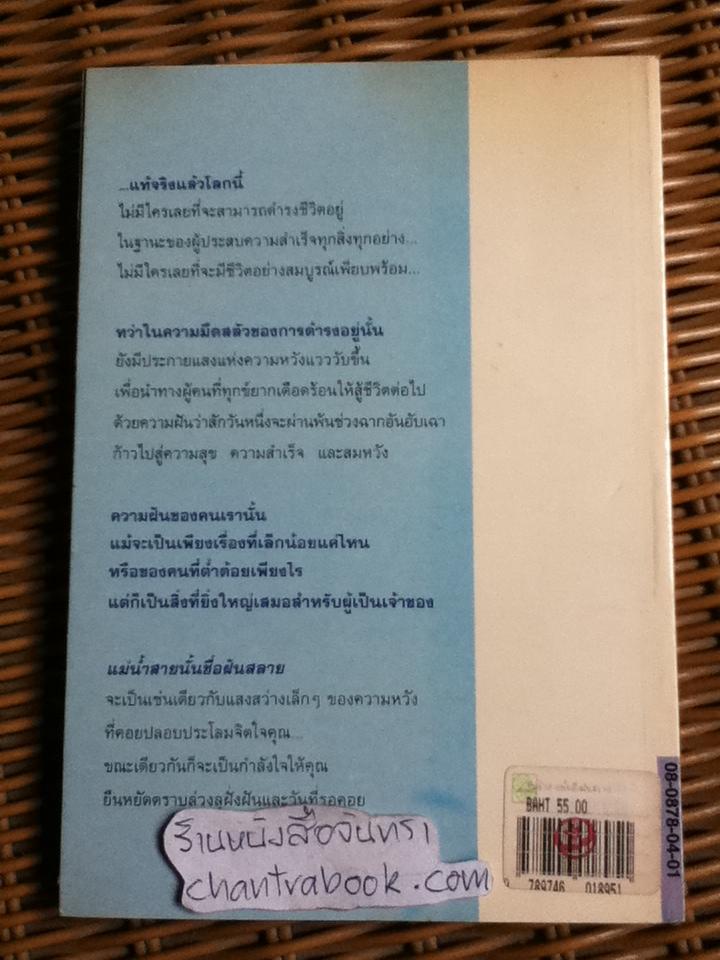 ...แท้จริงแล้วโลกนี้
ไม่มีใครเลยที่จะสามารถดำรงชีวิตอยู่
ในฐานะของผู้ประสบความสำเร็จทุกสิ่งทุกอย่าง...
ไม่มีใครเลยที่จะมีชีวิตอย่างสมบูรณ์เพียบพร้อม...
ทว่าในความมืดสลัวของการดำรงอยู่นั้น
ยังมีประกายแสงแห่งความหวังแวววับขึ้น
เพื่อนำทางผู้คนที่ทุกข์ยากเดือดร้อนให้สู้ชีวิตต่อไป
ด้วยความฝันว่าสักวันหนึ่งจะผ่านพ้นช่วงฉากอันอับเฉา
ก้าวไปสู่ความสุข ความสำเร็จ และสมหวัง
ความฝันของคนเรานั้น
แม้จะเป็นเพียงเรื่องที่เล็กน้อยแค่ไหน
หรือของคนที่ต่ำต้อยเพียงไร
แต่ก็เป็นสิ่งที่ยิ่งใหญ่เสมอสำหรับผู้เป็นเจ้าของ
แม่น้ำสายนั้นชื่อฝันสลาย
จะเป็นเช่นเดียวกับแสงสว่างเล็กๆ ของความหวัง
ที่คอยปลอบประโลมจิตใจคุณ...
ขณะเดียวกันก็จะเป็นกำลังใจให้คุณ
ยืนหยัดตราบล่วงลุฝั่งฝันและวันที่รอคอย
ร้านหนังสือจันทรา
chantrabook.com
BAHT 55.00
9 789746 018951
08-0878-04-01